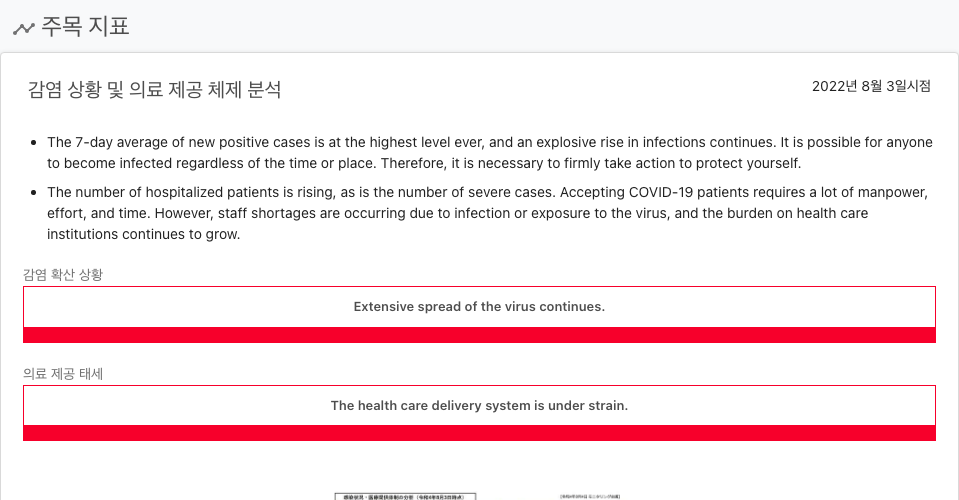 주목 지표
감염 상황 및 의료 제공 체제 분석
2022년 8월 3일시점
The 7-day average of new positive cases is at the highest level ever, and an explosive rise in infections continues. It is possible for anyone
to become infected regardless of the time or place. Therefore, it is necessary to firmly take action to protect yourself.
The number of hospitalized patients is rising, as is the number of severe cases. Accepting COVID-19 patients requires a lot of manpower,
effort, and time. However, staff shortages are occurring due to infection or exposure to the virus, and the burden on health care
institutions continues to grow.
감염 확산 상황
Extensive spread of the virus continues.
의료 제공 태세
The health care delivery system is under strain.